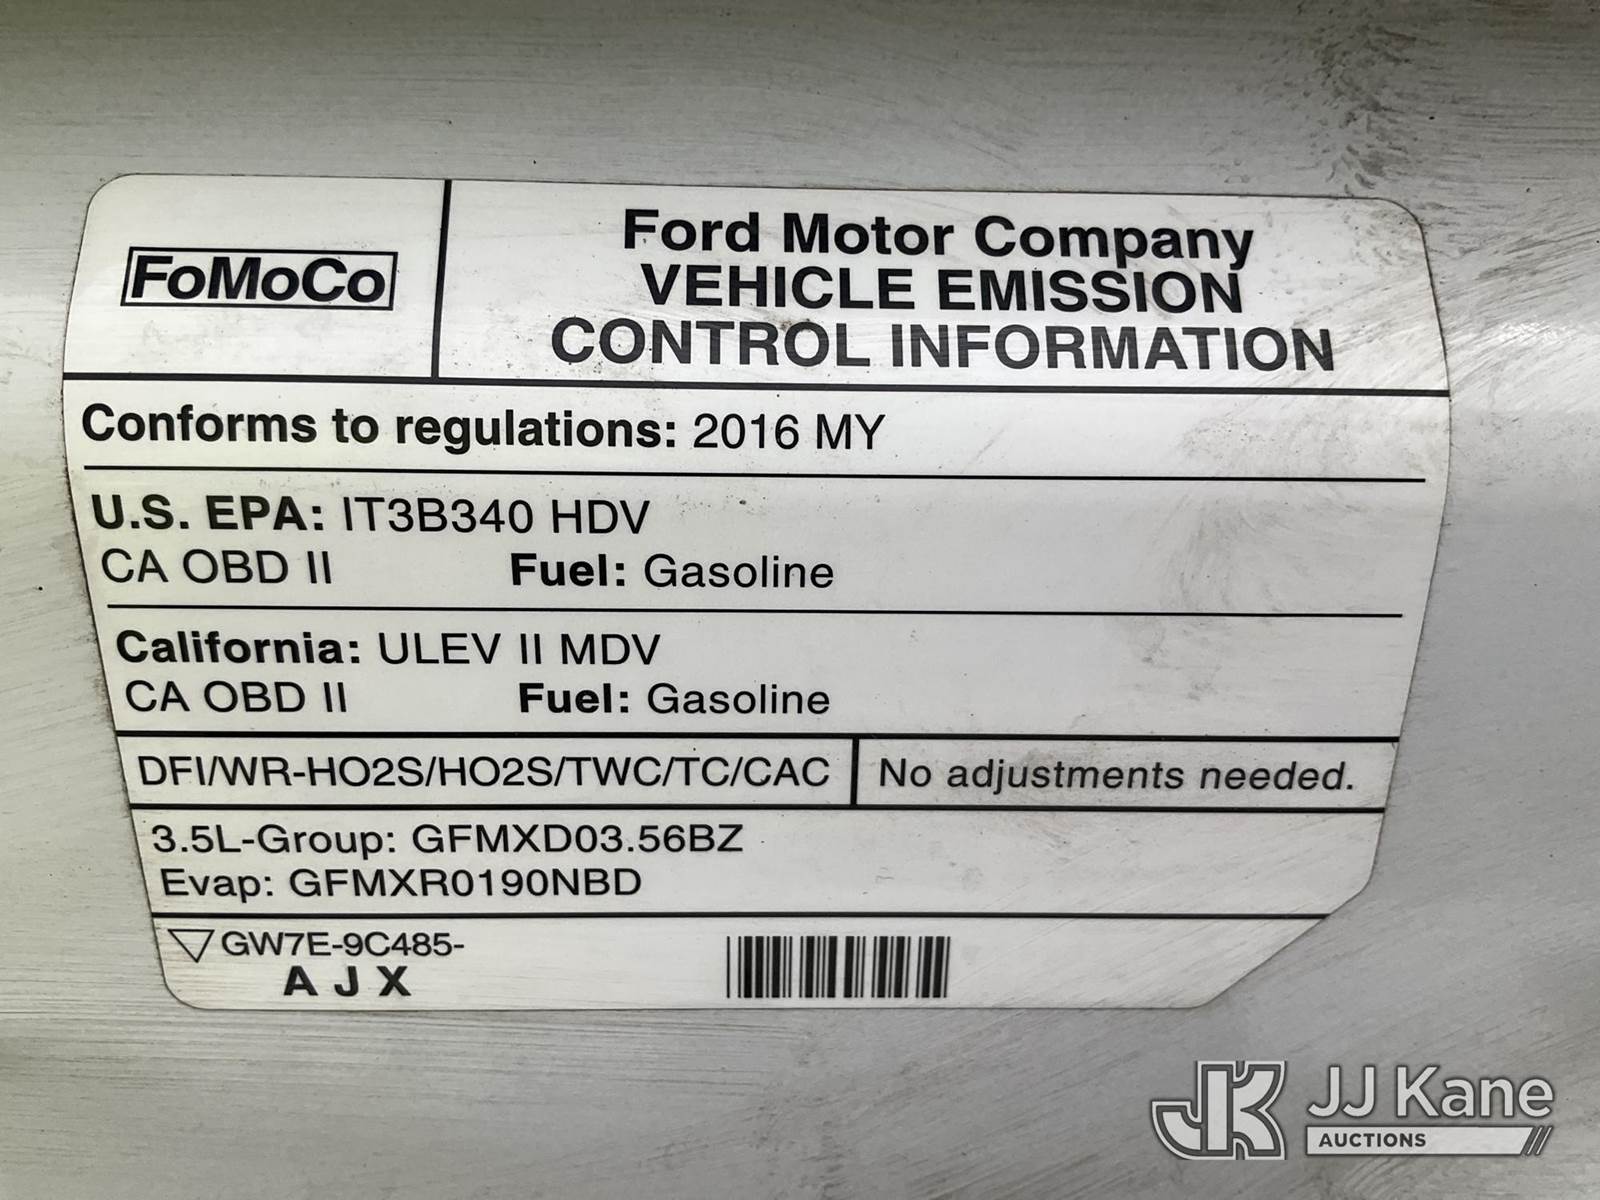 FoMoCo
Ford Motor Company
VEHICLE EMISSION
CONTROL INFORMATION
Conforms to regulations: 2016 MY
U.S. EPA: IT3B340 HDV
CA OBD II Fuel: Gasoline
California: ULEV II MDV
CA OBD II Fuel: Gasoline
DFI/WR-HO2S/HO2S/TWC/TC/CAC No adjustments needed.
3.5L-Group: GFMXD03.56BZ
Evap: GFMXR0190NBD
GW7E-9C485-
A J X
JK JJ Kane
AUCTIONS